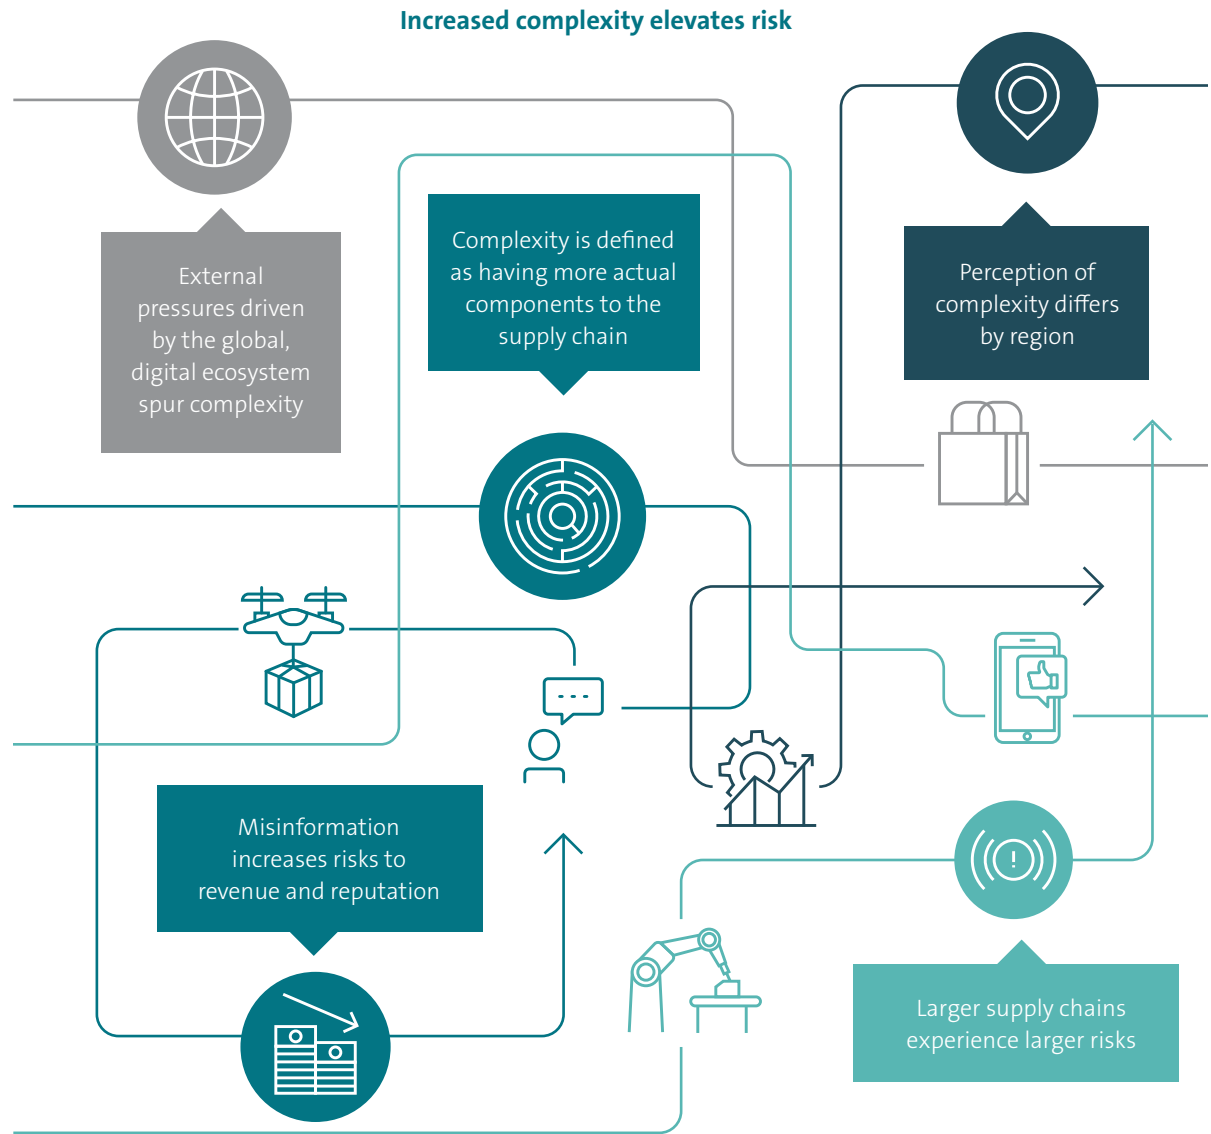 Increased complexity elevates risk
External
pressures driven
by the global,
digital ecosystem
spur complexity
Complexity is defined
as having more actual
components to the
supply chain
Perception of
complexity differs
by region
Misinformation
increases risks to
revenue and reputation
!
Larger supply chains
experience larger risks